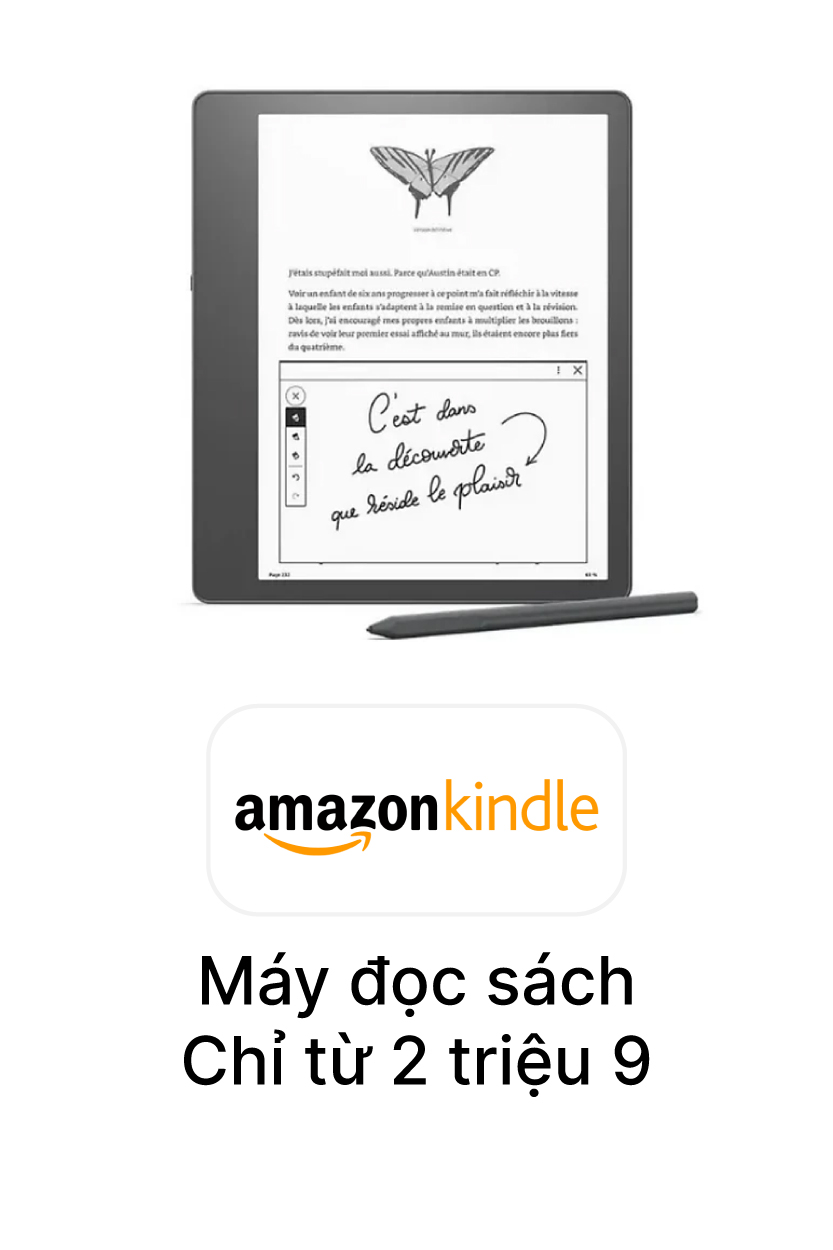 J'étais stupéfait moi aussi. Parce qu'Austin était en CP.
Voir un enfant de six ans progresser à ce point m'a fait réfléchir à la vitesse
à laquelle les enfants s'adaptent à la remise en question et à la révision.
Dès lors, j'ai encouragé mes propres enfants à multiplier les brouillons :
ravis de voir leur premier essai affiché au mur, ils étaient encore plus fiers
du quatrième.
C'est dans
la découverte
que réside le plaisir
Page 232
63 %
amazonkindle
Máy đọc sách
Chỉ từ 2 triệu 9